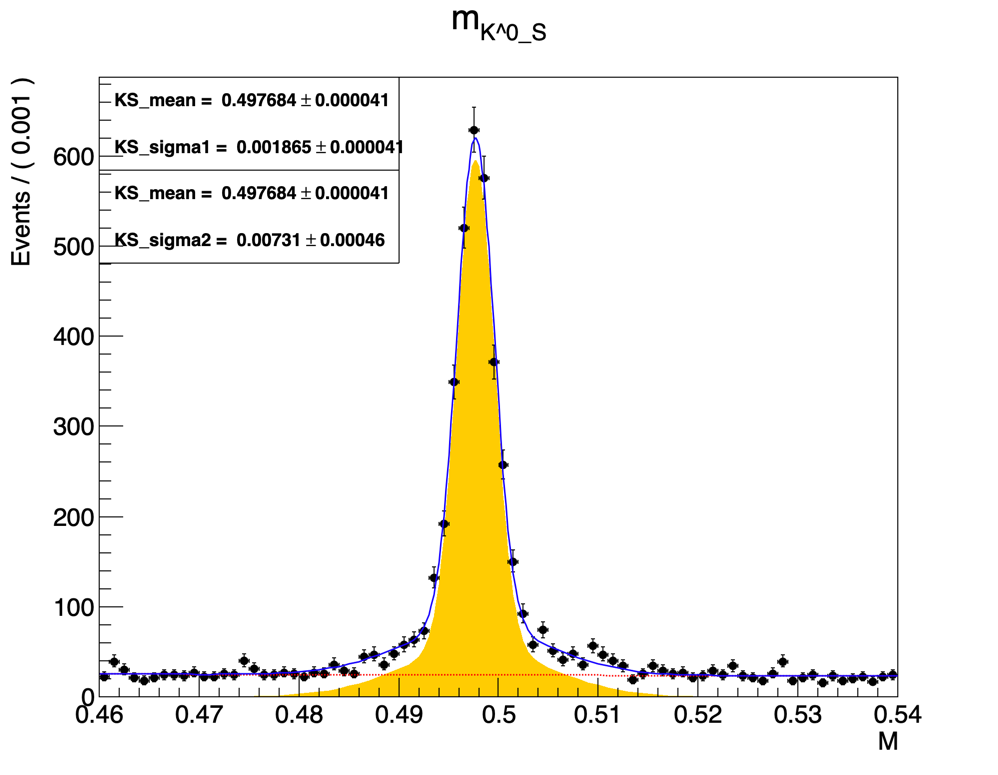 m K^0_S
Events / ( 0.001 )
KS_mean = 0.497684 ± 0.000041
KS_sigma1 = 0.001865 ± 0.000041
KS_mean = 0.497684 ± 0.000041
KS_sigma2 = 0.00731 ± 0.00046
600
500
400
300
200
100
0
0.46 0.47 0.48 0.49 0.5 0.51 0.52 0.53 0.54
M